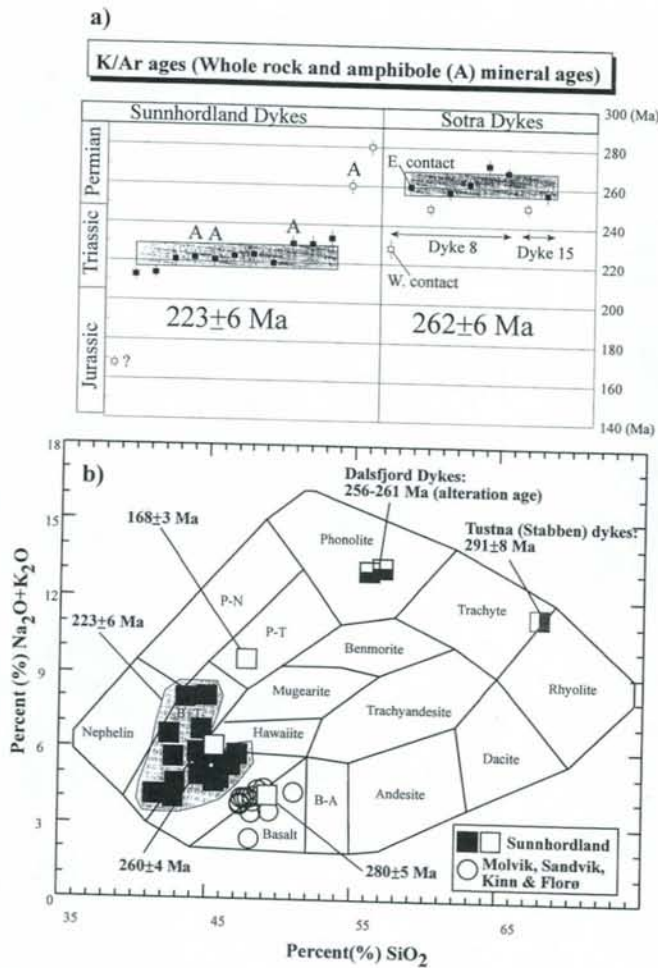 a)
K/Ar ages (Whole rock and amphibole (A) mineral ages)
Sunnhordland Dykes
Sotra Dykes
300 (Ma)
280
260
240
220
200
180
160
140 (Ma)
Permian
Triassic
Jurassic
A
E. contact
A A A
Dyke 8
Dyke 15
W. contact
223±6 Ma
262±6 Ma
?
b)
Dalsfjord Dykes:
256-261 Ma (alteration age)
168±3 Ma
Tustna (Stabben) dykes:
291±8 Ma
Phonolite
P-N
Trachyte
223±6 Ma
P-T
Benmorite
Rhyolite
Mugearite
Trachyandesite
Nephelin
Hawaiite
Dacite
B-A
Andesite
Basalt
260±4 Ma
280±5 Ma
Sunnhordland
Molvik, Sandvik,
Kinn & Florø
18
15
12
9
6
3
0
35
45
55
65
Percent (%) Na2O+K2O
Percent(%) SiO2